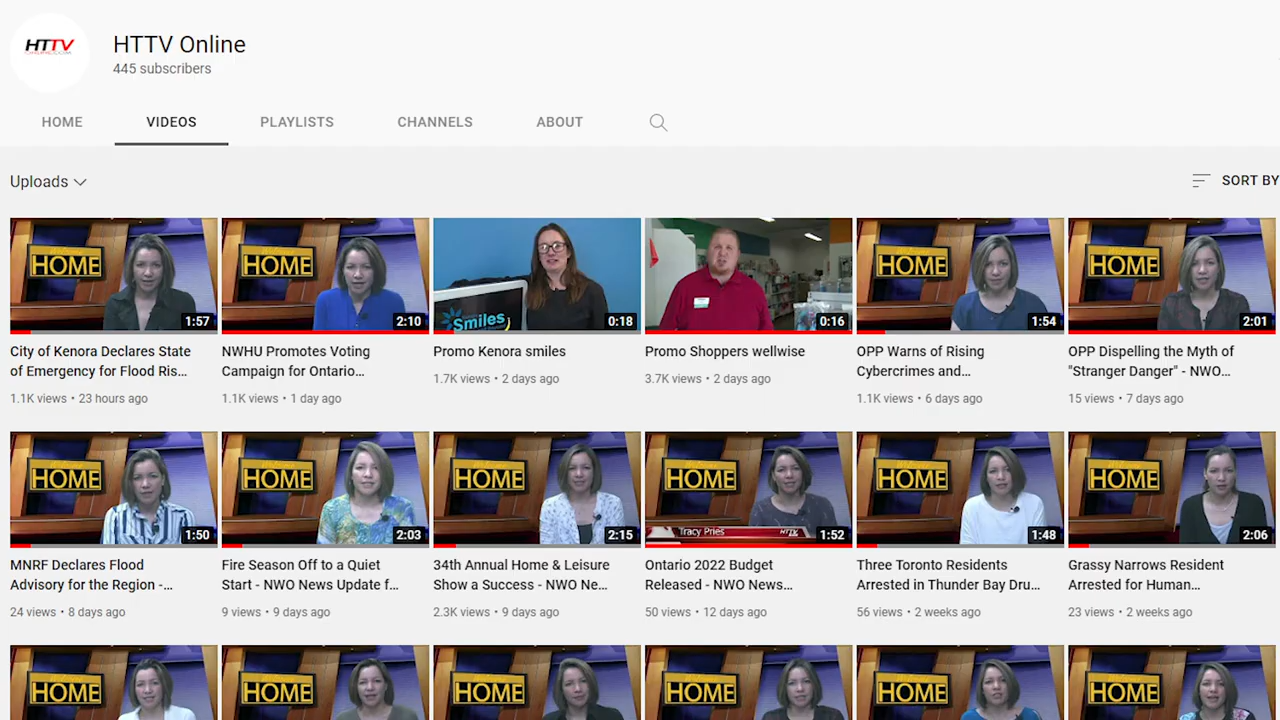 HTTV
HTTV Online
445 subscribers
HOME
VIDEOS
PLAYLISTS
CHANNELS
ABOUT
Uploads
SORT BY
HOME
1:57
HOME
2:10
Smiles
0:18
0:16
HOME
1:54
HOME
2:01
City of Kenora Declares State
of Emergency for Flood Ris...
1.1K views • 23 hours ago
NWHU Promotes Voting
Campaign for Ontario...
1.1K views • 1 day ago
Promo Kenora smiles
1.7K views • 2 days ago
Promo Shoppers wellwise
3.7K views • 2 days ago
OPP Warns of Rising
Cybercrimes and...
1.1K views • 6 days ago
OPP Dispelling the Myth of
"Stranger Danger" - NWO...
15 views • 7 days ago
Welcome
HOME
1:50
Welcome
HOME
2:03
Welcome
HOME
2:15
Welcome
HOME
Tracy Pries
HTTV
1:52
Welcome
HOME
1:48
Welcome
HOME
2:06
MNRF Declares Flood
Advisory for the Region -...
24 views • 8 days ago
Fire Season Off to a Quiet
Start - NWO News Update f...
9 views • 9 days ago
34th Annual Home & Leisure
Show a Success - NWO Ne...
2.3K views • 9 days ago
Ontario 2022 Budget
Released - NWO News...
50 views • 12 days ago
Three Toronto Residents
Arrested in Thunder Bay Dru...
56 views • 2 weeks ago
Grassy Narrows Resident
Arrested for Human...
23 views • 2 weeks ago
HOME
HOME
HOME
HOME
HOME
HOME